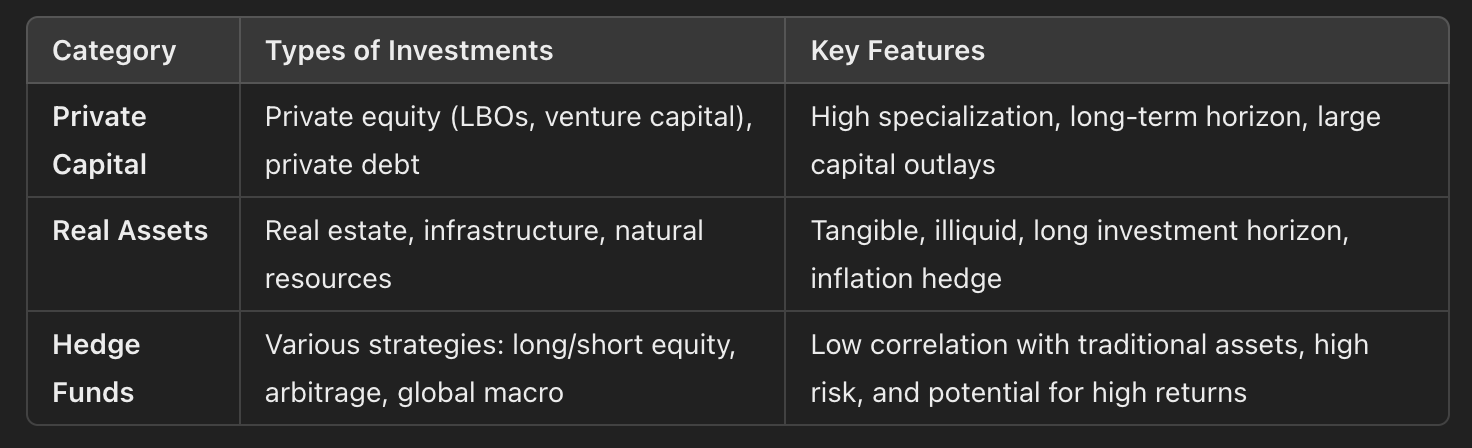 Category Types of Investments Key Features
Private Capital Private equity (LBOs, venture capital), private debt High specialization, long-term horizon, large capital outlays
Real Assets Real estate, infrastructure, natural resources Tangible, illiquid, long investment horizon, inflation hedge
Hedge Funds Various strategies: long/short equity, arbitrage, global macro Low correlation with traditional assets, high risk, and potential for high returns